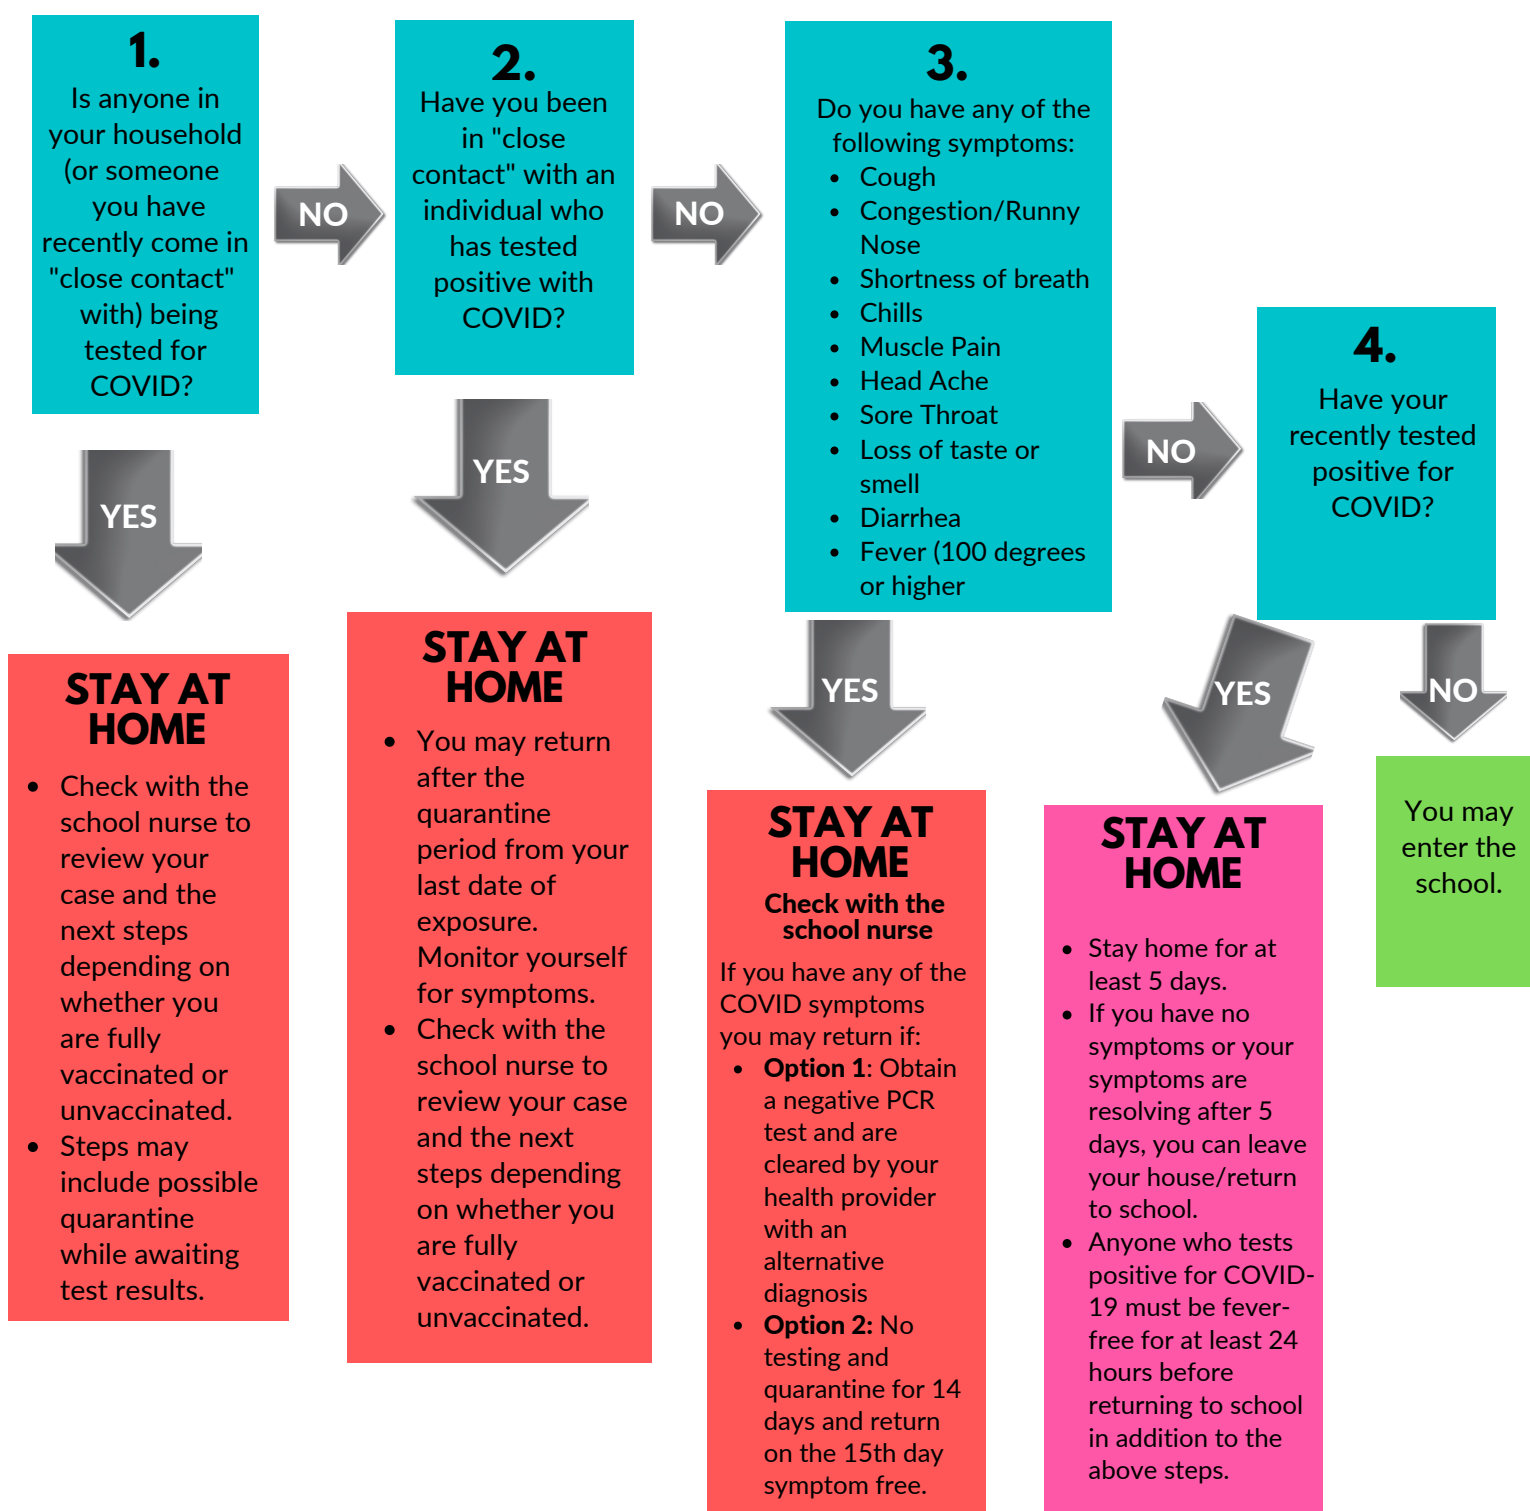 1.
Is anyone in
your household
(or someone
you have
recently come in
"close contact"
with) being
tested for
COVID?
NO
2.
Have you been
in "close
contact" with an
individual who
has tested
positive with
COVID?
NO
3.
Do you have any of the
following symptoms:
• Cough
• Congestion/Runny
Nose
• Shortness of breath
• Chills
• Muscle Pain
• Head Ache
• Sore Throat
• Loss of taste or
smell
• Diarrhea
• Fever (100 degrees
or higher
NO
4.
Have your
recently tested
positive for
COVID?
YES
STAY AT
HOME
• Check with the
school nurse to
review your
case and the
next steps
depending on
whether you
are fully
vaccinated or
unvaccinated.
• Steps may
include possible
quarantine
while awaiting
test results.
YES
STAY AT
HOME
• You may return
after the
quarantine
period from your
last date of
exposure.
Monitor yourself
for symptoms.
• Check with the
school nurse to
review your case
and the next
steps depending
on whether you
are fully
vaccinated or
unvaccinated.
YES
STAY AT
HOME
Check with the
school nurse
If you have any of the
COVID symptoms
you may return if:
• Option 1: Obtain
a negative PCR
test and are
cleared by your
health provider
with an
alternative
diagnosis
• Option 2: No
testing and
quarantine for 14
days and return
on the 15th day
symptom free.
YES
STAY AT
HOME
• Stay home for at
least 5 days.
• If you have no
symptoms or your
symptoms are
resolving after 5
days, you can leave
your house/return
to school.
• Anyone who tests
positive for COVID-
19 must be fever-
free for at least 24
hours before
returning to school
in addition to the
above steps.
NO
You may
enter the
school.